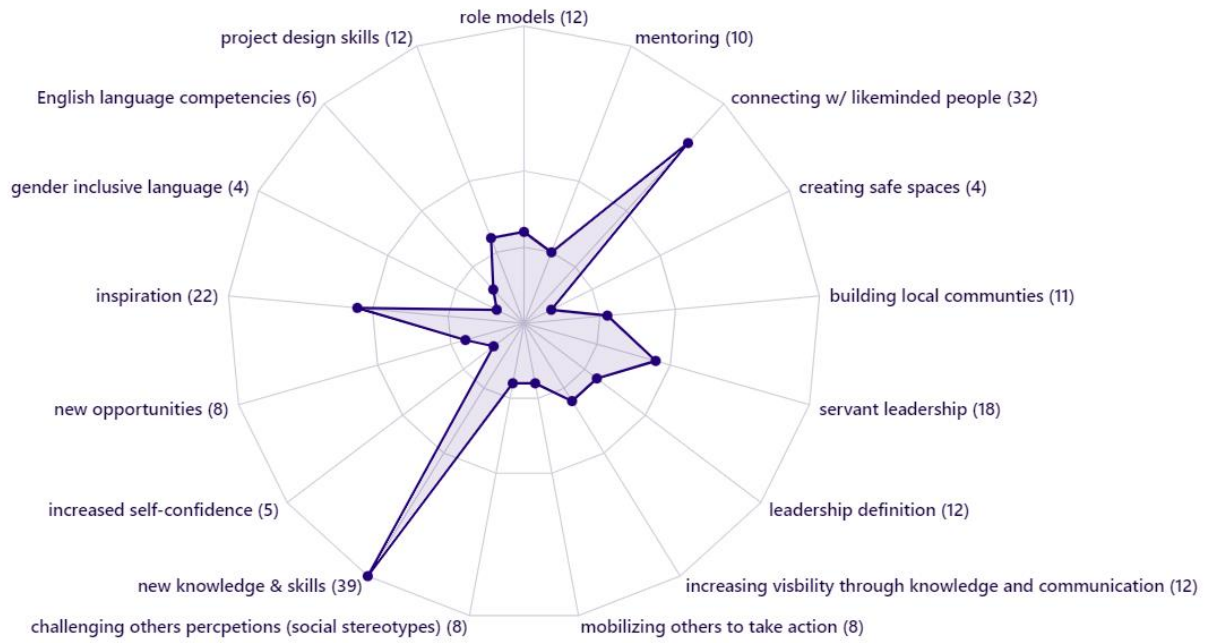 role models (12)
project design skills (12)
mentoring (10)
English language competencies (6)
connecting w/ likeminded people (32)
gender inclusive language (4)
creating safe spaces (4)
inspiration (22)
building local communties (11)
new opportunities (8)
servant leadership (18)
increased self-confidence (5)
leadership definition (12)
new knowledge & skills (39)
increasing visbility through knowledge and communication (12)
challenging others percpetions (social stereotypes) (8)
mobilizing others to take action (8)